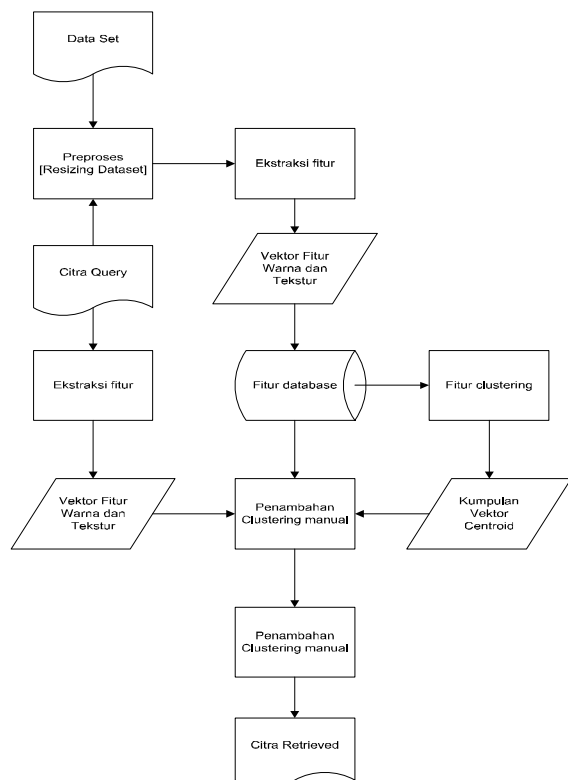 Data Set
Preproses
[Resizing Dataset]
Ekstraksi fitur
Citra Query
Vektor Fitur
Warna dan
Tekstur
Ekstraksi fitur
Fitur database
Fitur clustering
Vektor Fitur
Warna dan
Tekstur
Penambahan
Clustering manual
Kumpulan
Vektor
Centroid
Penambahan
Clustering manual
Citra Retrieved